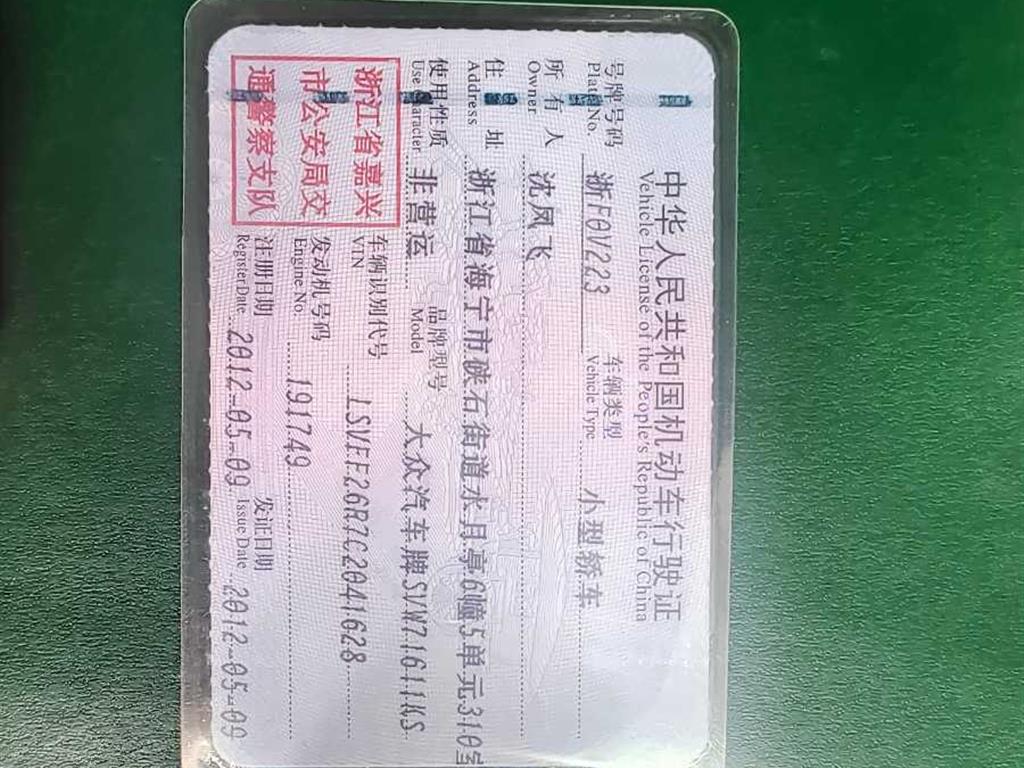 中华人民共和国机动车行驶证
Vehicle License of the People's Republic of China
号牌号码 浙F0V223 车辆类型 小型轿车
Plate No. Vehicle Type
所有人 沈凤飞
Owner
住址 浙江省海宁市硖石街道水月亭6幢5单元310室
Address
使用性质 非营运 品牌型号 大众汽车牌SVW71611KS
Use Character Model
浙江省嘉兴
市公安局交
通警察支队
车辆识别代号 LSVFF26R7C2041628
VIN
发动机号码 191749
Engine No.
注册日期 2012-05-09 发证日期 2012-05-09
Register Date Issue Date